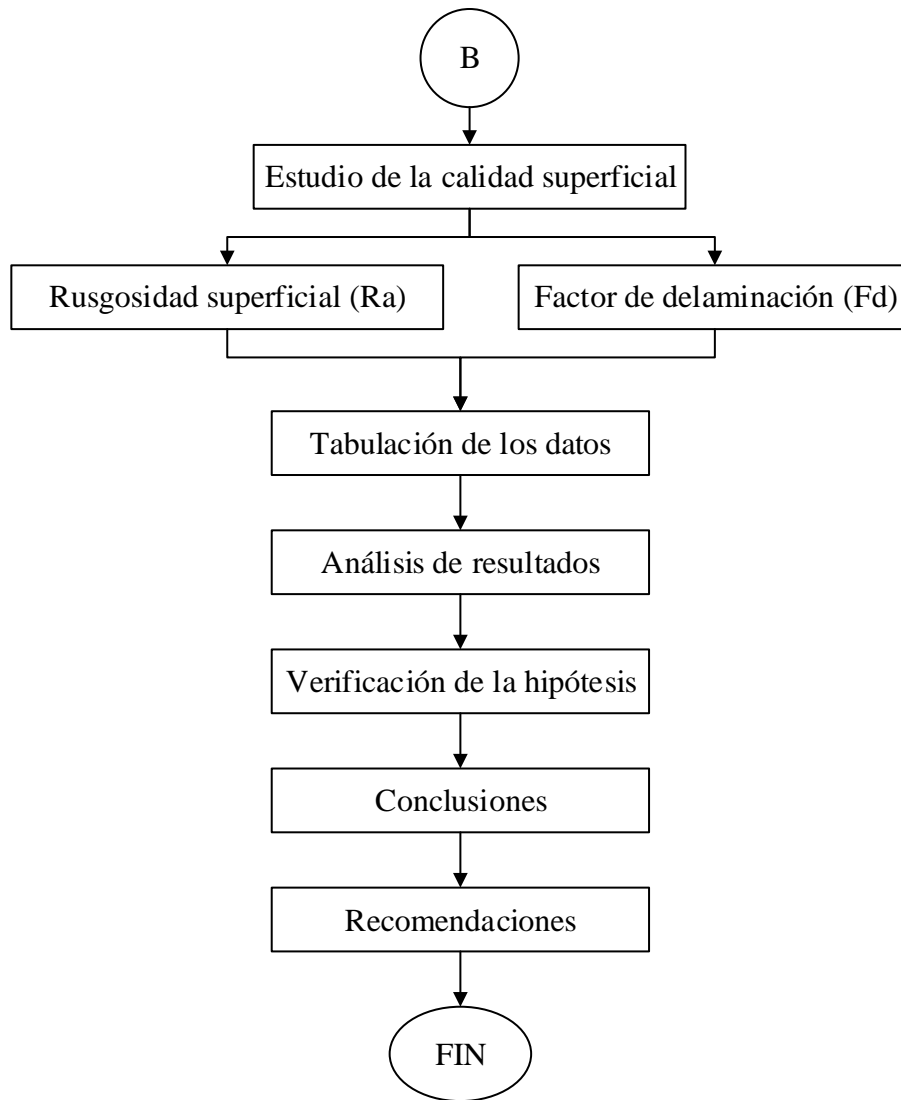 B
Estudio de la calidad superficial
Rusgosidad superficial (Ra)
Factor de delaminación (Fd)
Tabulación de los datos
Análisis de resultados
Verificación de la hipótesis
Conclusiones
Recomendaciones
FIN